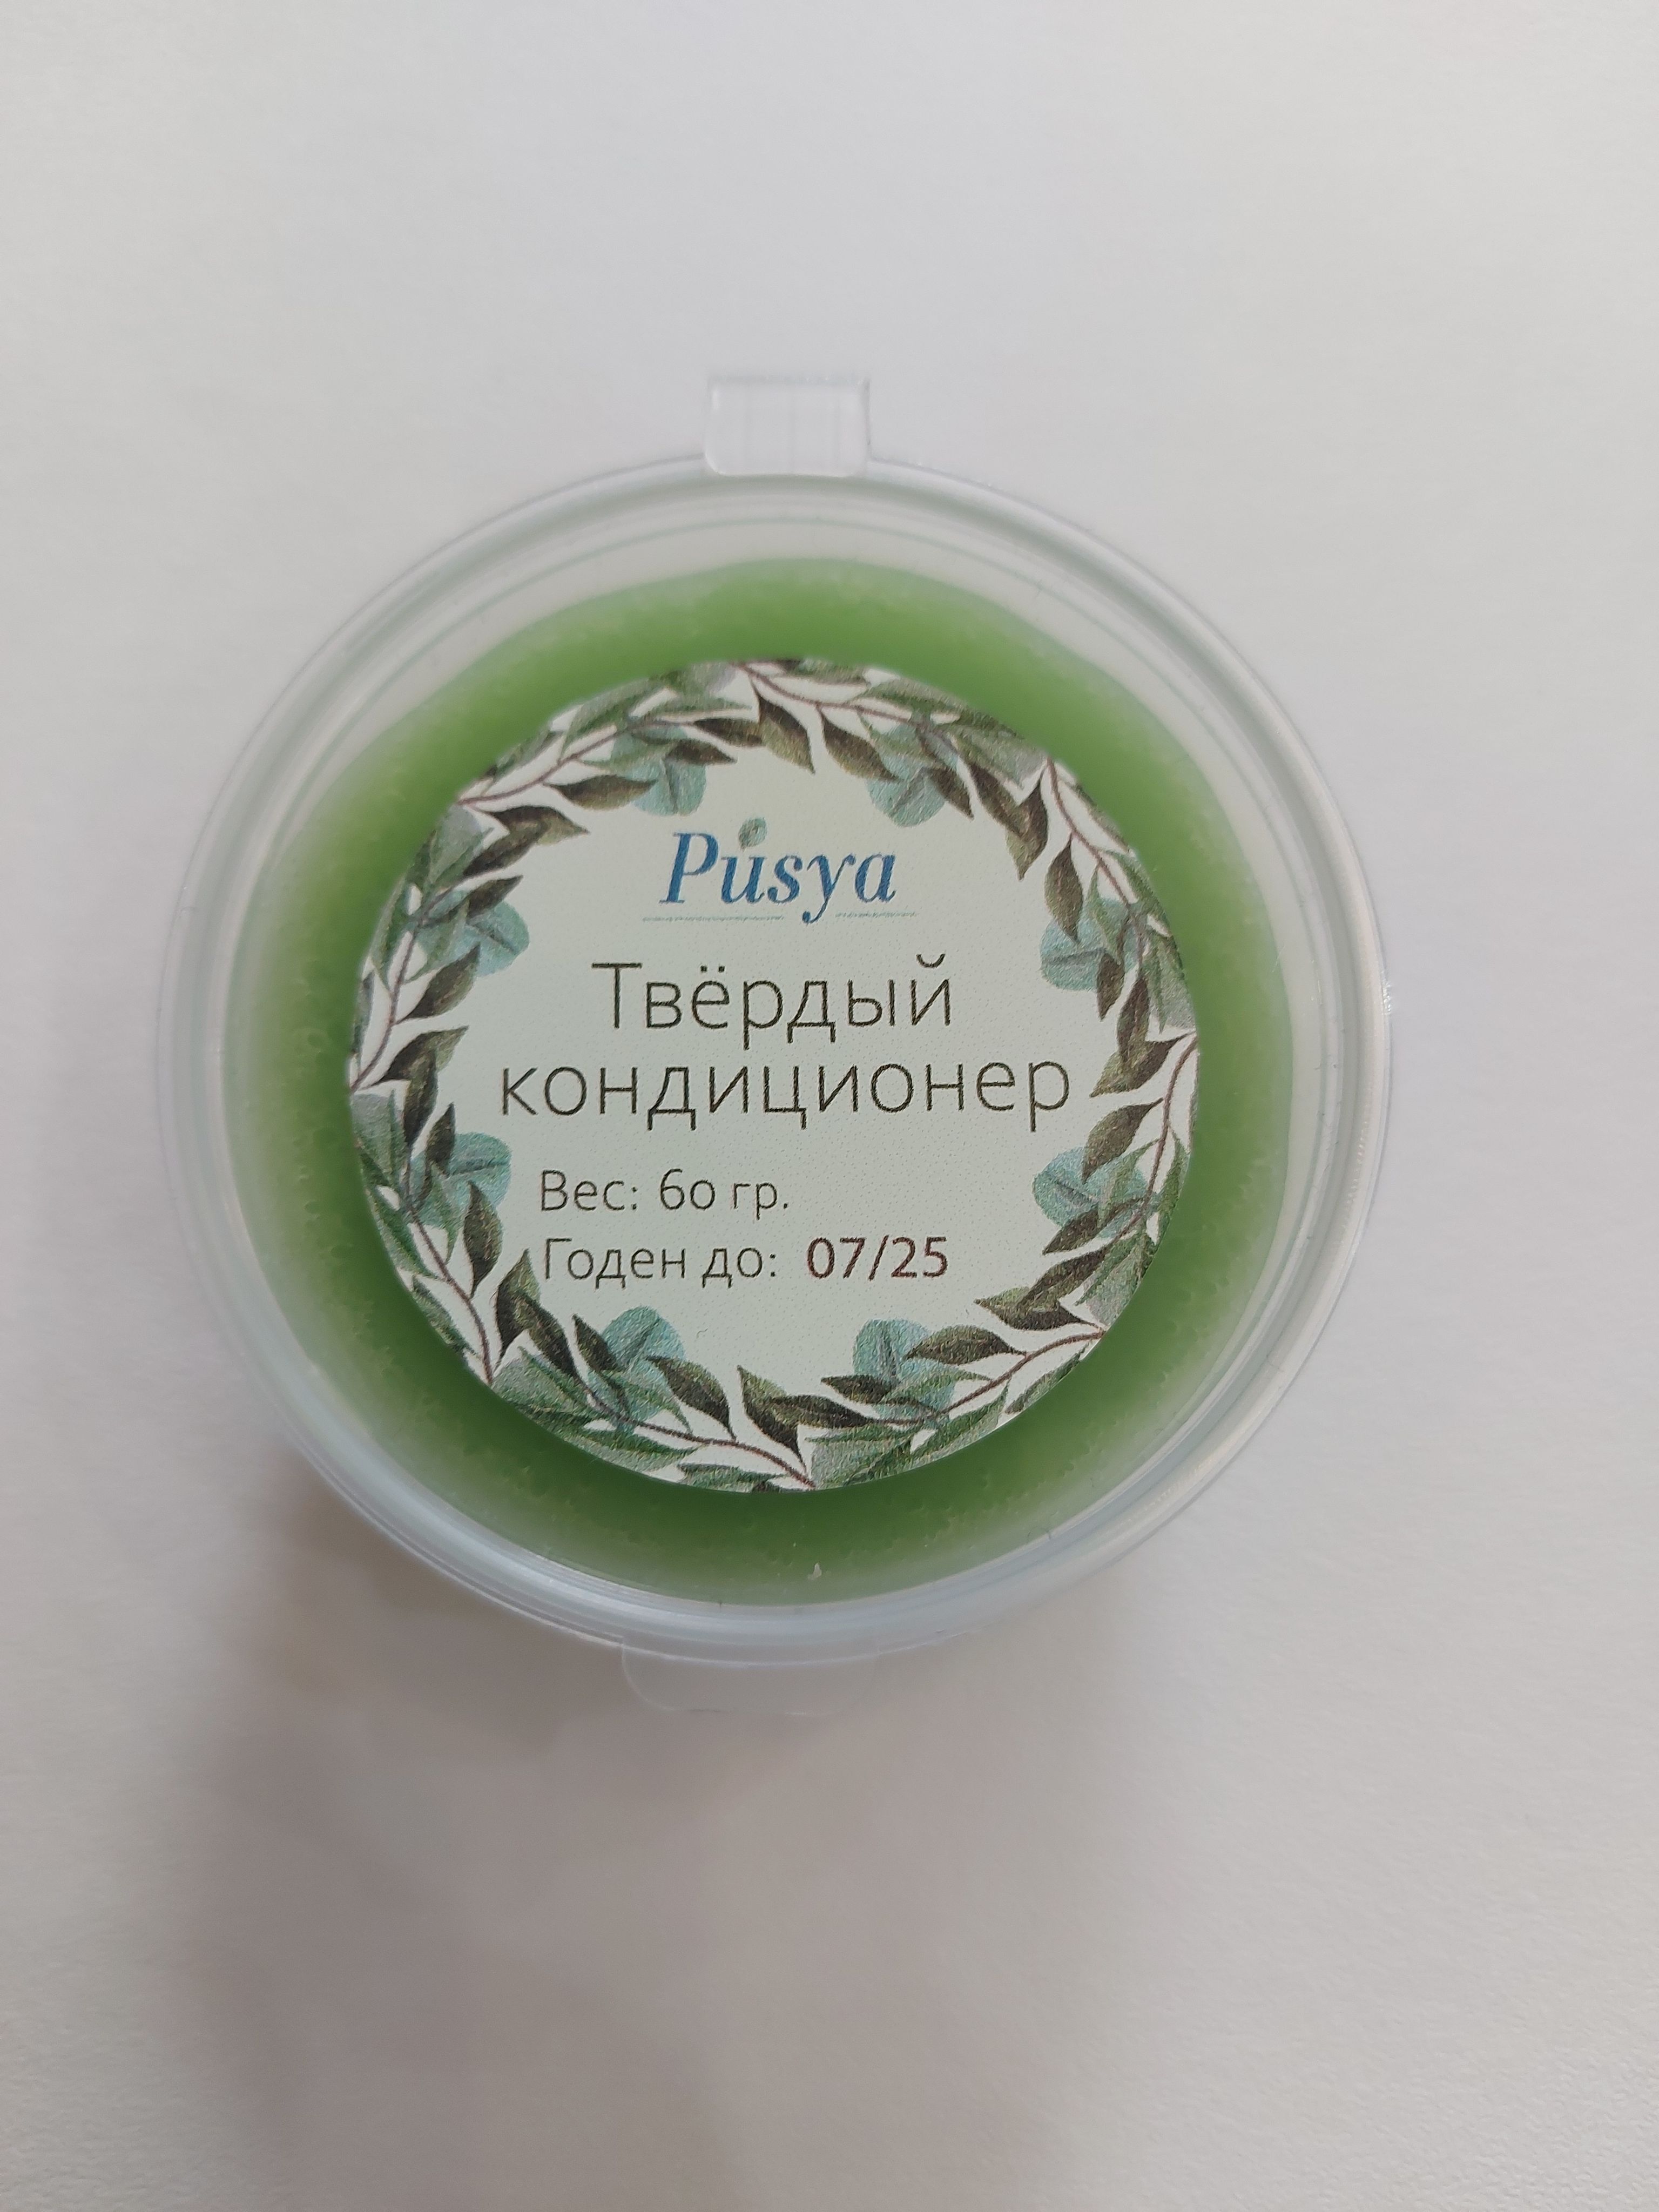 Pusya
Твёрдый
кондиционер
Вес: 60 гр.
Годен до: 07/25